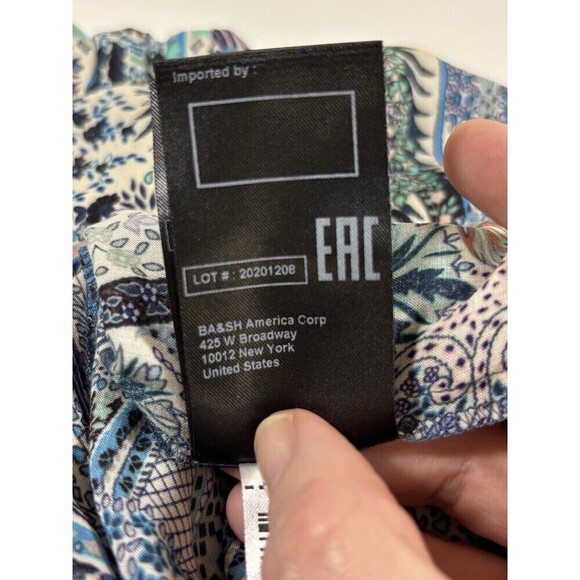 Imported by :
EAC
LOT # : 20201208
BA&SH America Corp
425 W Broadway
10012 New York
United States